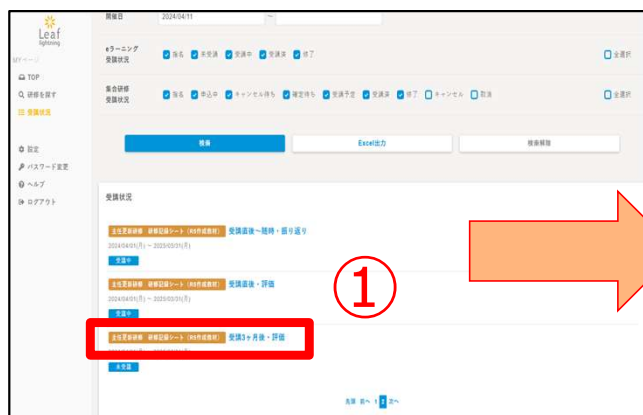 開催日 2024/04/11 ~
Leaf
lightning
MYページ
TOP
研修を探す
受講状況
設定
パスワード変更
ヘルプ
ログアウト
eラーニング
受講状況
指名 未受講 受講中 受講済 修了 全選択
集合研修
受講状況
指名 申込中 キャンセル待ち 確定待ち 受講予定 受講済 修了 キャンセル 取消 全選択
検索 Excel出力 検索解除
受講状況
主任更新研修 研修記録シート（R5作成教材） 受講直後～随時・振り返り
2024/04/01(月) ~ 2025/03/31(月)
受講中
主任更新研修 研修記録シート（R5作成教材） 受講直後・評価
2024/04/01(月) ~ 2025/03/31(月)
受講中
①
主任更新研修 研修記録シート（R5作成教材） 受講3ヶ月後・評価
未受講
先頭 前へ 1 2 次へ